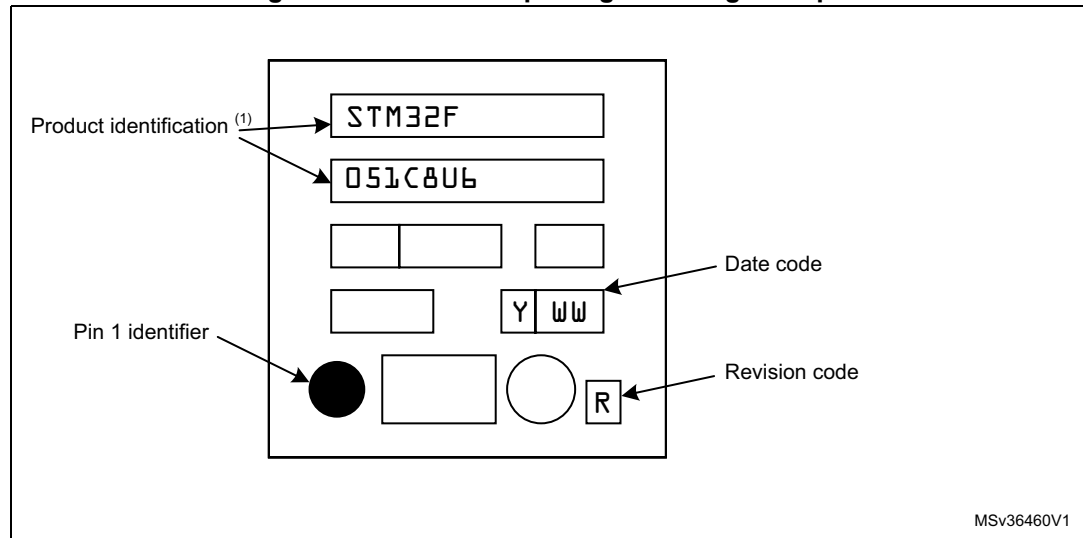 Product identification (1)
STM32F
051C8U6
Date code
Y WW
Pin 1 identifier
Revision code
R
MSv36460V1